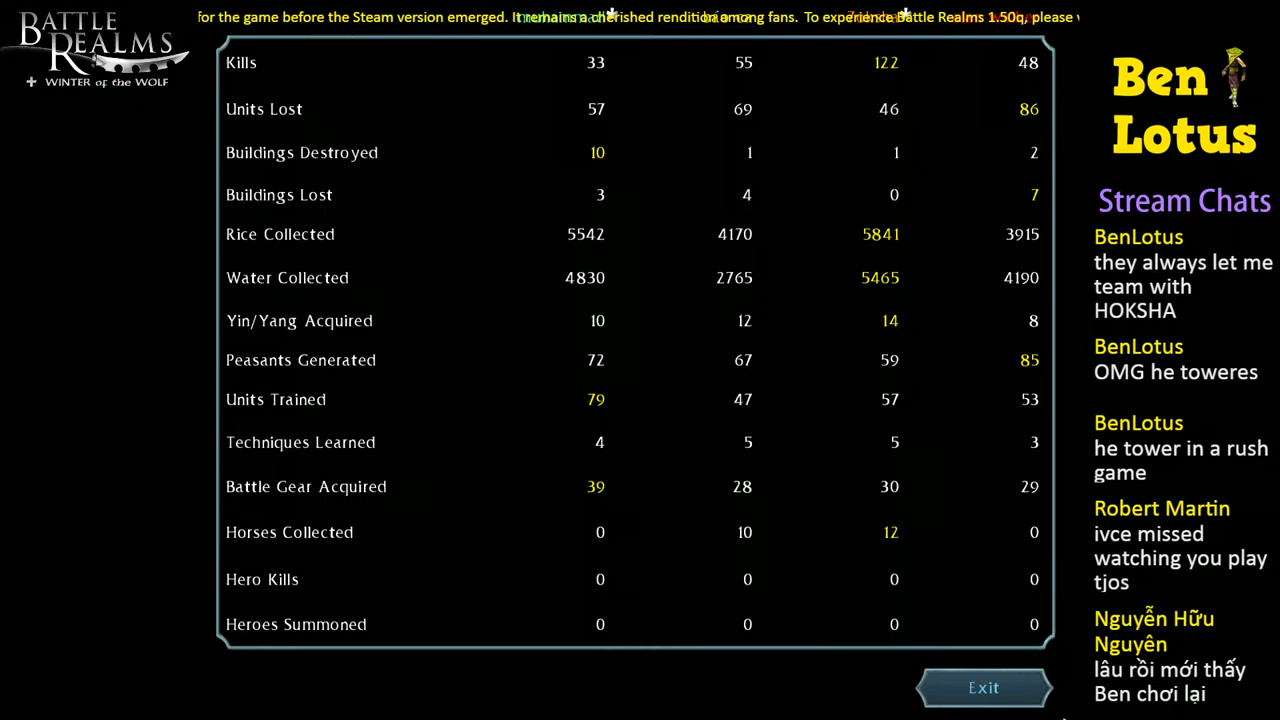 BATTLE
REALMS
+ WINTER of the WOLF
for the game before the Steam version emerged. It remains a cherished rendition among fans. To experience Battle Realms 1.50q, please
Kills 33 55 122 48
Units Lost 57 69 46 86
Buildings Destroyed 10 1 1 2
Buildings Lost 3 4 0 7
Rice Collected 5542 4170 5841 3915
Water Collected 4830 2765 5465 4190
Yin/Yang Acquired 10 12 14 8
Peasants Generated 72 67 59 85
Units Trained 79 47 57 53
Techniques Learned 4 5 5 3
Battle Gear Acquired 39 28 30 29
Horses Collected 0 10 12 0
Hero Kills 0 0 0 0
Heroes Summoned 0 0 0 0
Exit
Ben
Lotus
Stream Chats
BenLotus
they always let me
team with
HOKSHA
BenLotus
OMG he toweres
BenLotus
he tower in a rush
game
Robert Martin
ivce missed
watching you play
tjos
Nguyễn Hữu
Nguyên
lâu rồi mới thấy
Ben chơi lại